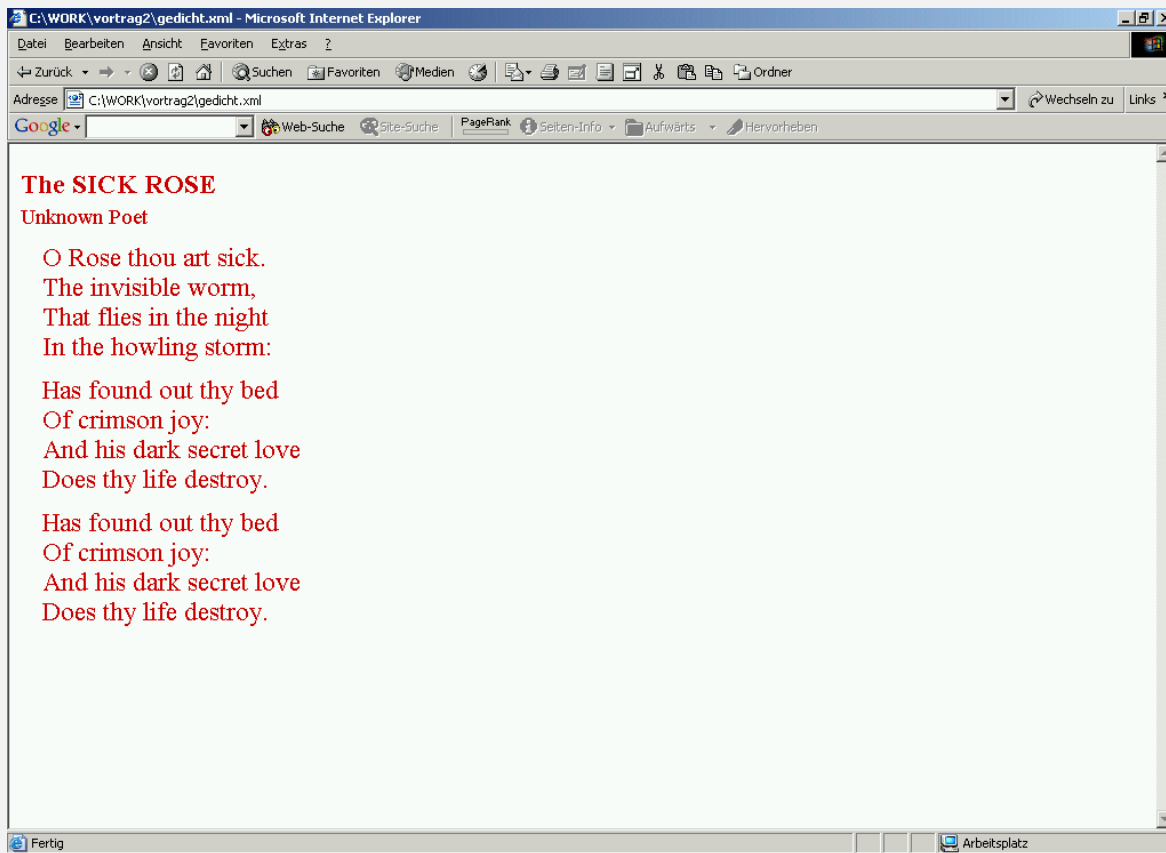 C:\WORK\vortrag2\gedicht.xml - Microsoft Internet Explorer
Datei Bearbeiten Ansicht Favoriten Extras ?
Zurück Suchen Favoriten Medien Ordner
Adresse C:\WORK\vortrag2\gedicht.xml Wechseln zu Links
Google Web-Suche Site-Suche PageRank Seiten-Info Aufwärts Hervorheben
The SICK ROSE
Unknown Poet
O Rose thou art sick.
The invisible worm,
That flies in the night
In the howling storm:
Has found out thy bed
Of crimson joy:
And his dark secret love
Does thy life destroy.
Has found out thy bed
Of crimson joy:
And his dark secret love
Does thy life destroy.
Fertig Arbeitsplatz